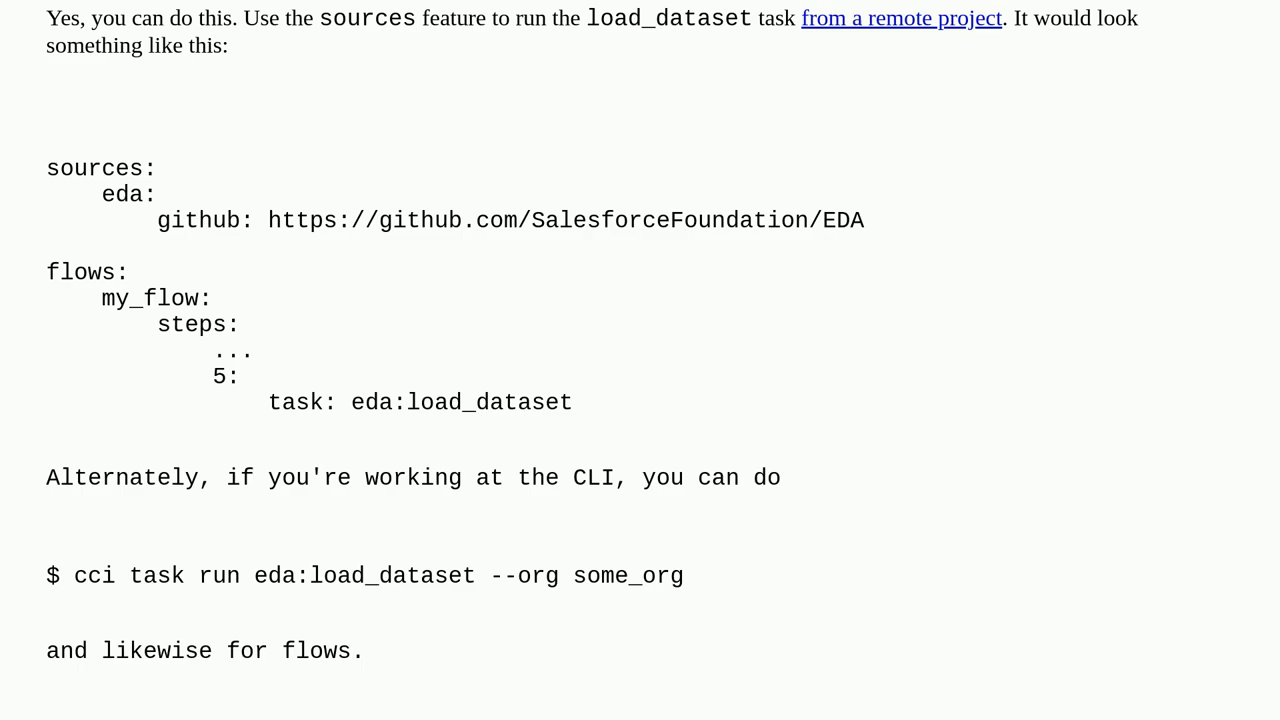 Yes, you can do this. Use the sources feature to run the load_dataset task from a remote project. It would look
something like this:
sources:
    eda:
        github: https://github.com/SalesforceFoundation/EDA
flows:
    my_flow:
        steps:
            ...
            5:
                task: eda:load_dataset
Alternately, if you're working at the CLI, you can do
$ cci task run eda:load_dataset --org some_org
and likewise for flows.